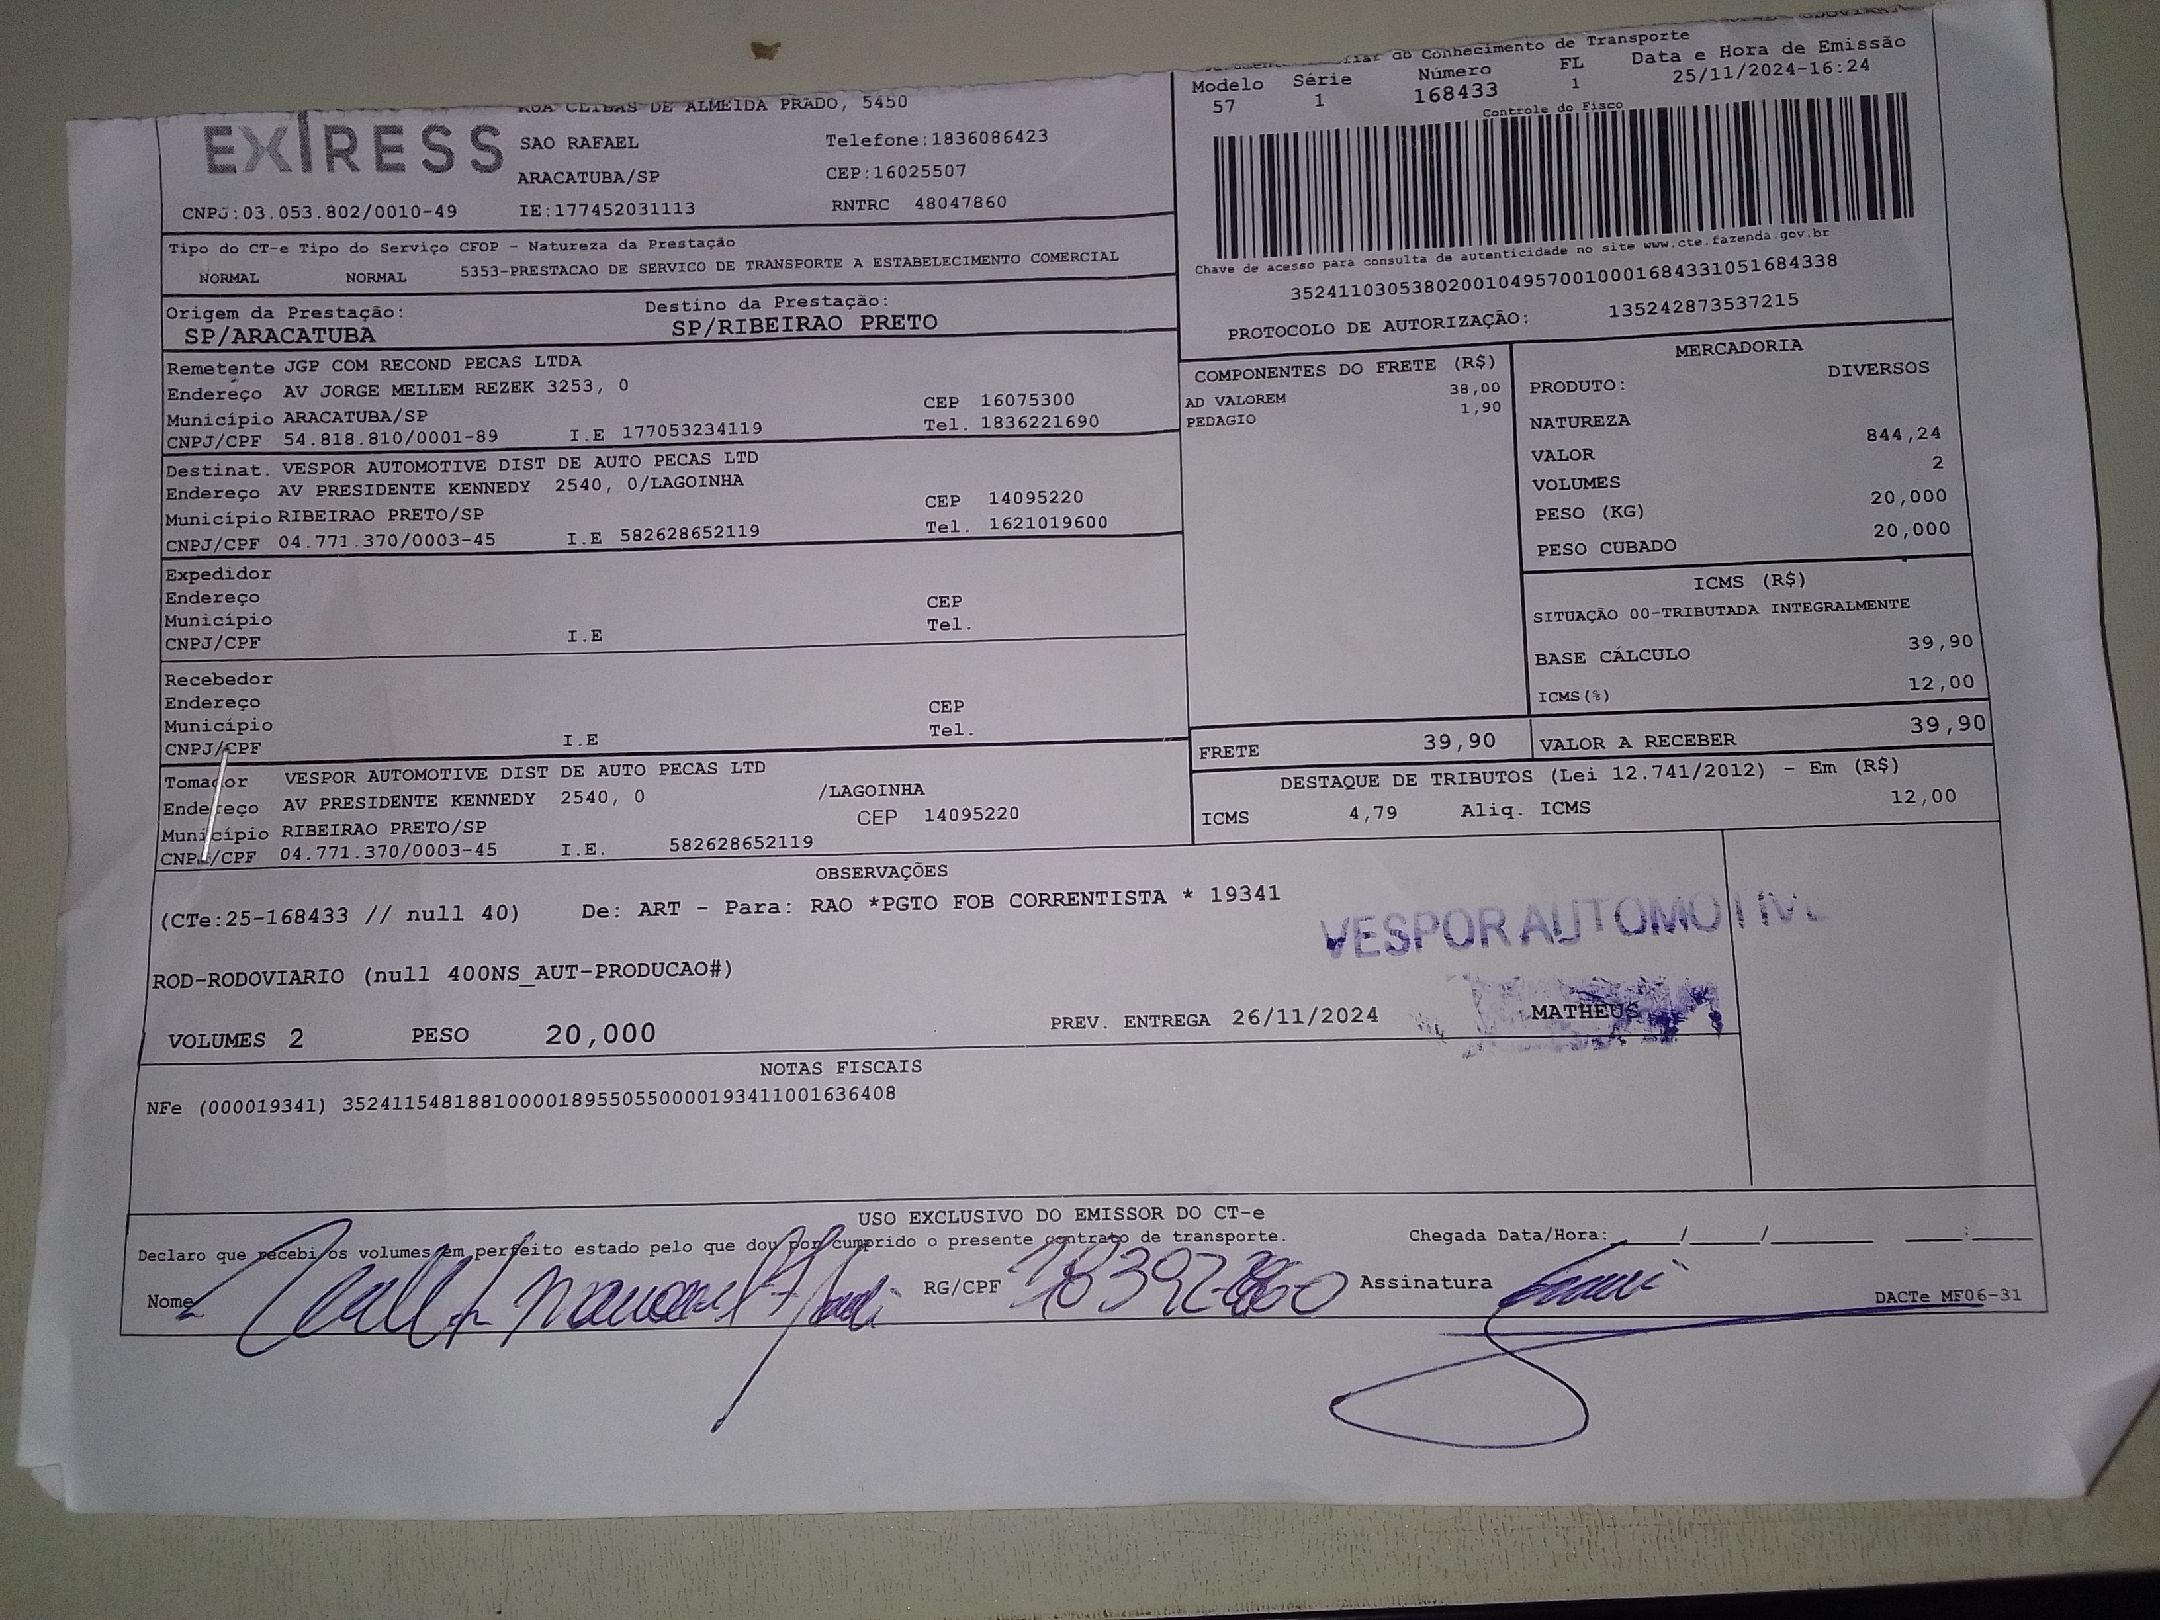 do Conhecimento de Transporte
Modelo Série Número FL Data e Hora de Emissão
57 1 168433 1 25/11/2024-16:24
Controle do Fisco
Chave de acesso para consulta de autenticidade no site www.cte.fazenda.gov.br
35241103053802001049570010001684331051684338
PROTOCOLO DE AUTORIZAÇÃO: 135242873537215
RUA CLIBAS DE ALMEIDA PRADO, 5450
EXPRESS
SAO RAFAEL Telefone:1836086423
ARACATUBA/SP CEP:16025507
CNPJ:03.053.802/0010-49 IE:177452031113 RNTRC 48047860
Tipo do CT-e Tipo do Serviço CFOP - Natureza da Prestação
NORMAL NORMAL 5353-PRESTACAO DE SERVICO DE TRANSPORTE A ESTABELECIMENTO COMERCIAL
Origem da Prestação: Destino da Prestação:
SP/ARACATUBA SP/RIBEIRAO PRETO
Remetente JGP COM RECOND PECAS LTDA
Endereço AV JORGE MELLEM REZEK 3253, 0
Município ARACATUBA/SP CEP 16075300
CNPJ/CPF 54.818.810/0001-89 I.E 177053234119 Tel. 1836221690
Destinat. VESPOR AUTOMOTIVE DIST DE AUTO PECAS LTD
Endereço AV PRESIDENTE KENNEDY 2540, 0/LAGOINHA
Município RIBEIRAO PRETO/SP CEP 14095220
CNPJ/CPF 04.771.370/0003-45 I.E 582628652119 Tel. 1621019600
Expedidor
Endereço
Município CEP
CNPJ/CPF I.E Tel.
Recebedor
Endereço
Município CEP
CNPJ/CPF I.E Tel.
Tomador VESPOR AUTOMOTIVE DIST DE AUTO PECAS LTD
Endereço AV PRESIDENTE KENNEDY 2540, 0 /LAGOINHA
Município RIBEIRAO PRETO/SP CEP 14095220
CNPJ/CPF 04.771.370/0003-45 I.E. 582628652119
COMPONENTES DO FRETE (R$)
AD VALOREM 38,00
PEDAGIO 1,90
MERCADORIA
PRODUTO: DIVERSOS
NATUREZA
VALOR 844,24
VOLUMES 2
PESO (KG) 20,000
PESO CUBADO 20,000
ICMS (R$)
SITUAÇÃO 00-TRIBUTADA INTEGRALMENTE
BASE CÁLCULO 39,90
ICMS(%) 12,00
FRETE 39,90 VALOR A RECEBER 39,90
DESTAQUE DE TRIBUTOS (Lei 12.741/2012) - Em (R$)
ICMS 4,79 Aliq. ICMS 12,00
OBSERVAÇÕES
(CTe:25-168433 // null 40) De: ART - Para: RAO *PGTO FOB CORRENTISTA * 19341
VESPOR AUTOMOTIVE
ROD-RODOVIARIO (null 400NS_AUT-PRODUCAO#)
VOLUMES 2 PESO 20,000 PREV. ENTREGA 26/11/2024 MATHEUS
NOTAS FISCAIS
NFe (000019341) 35241154818810000189550550000193411001636408
USO EXCLUSIVO DO EMISSOR DO CT-e
Declaro que recebi os volumes em perfeito estado pelo que dou por cumprido o presente contrato de transporte. Chegada Data/Hora: __/__/____ __:__
Nome RG/CPF Assinatura
DACTe MF06-31